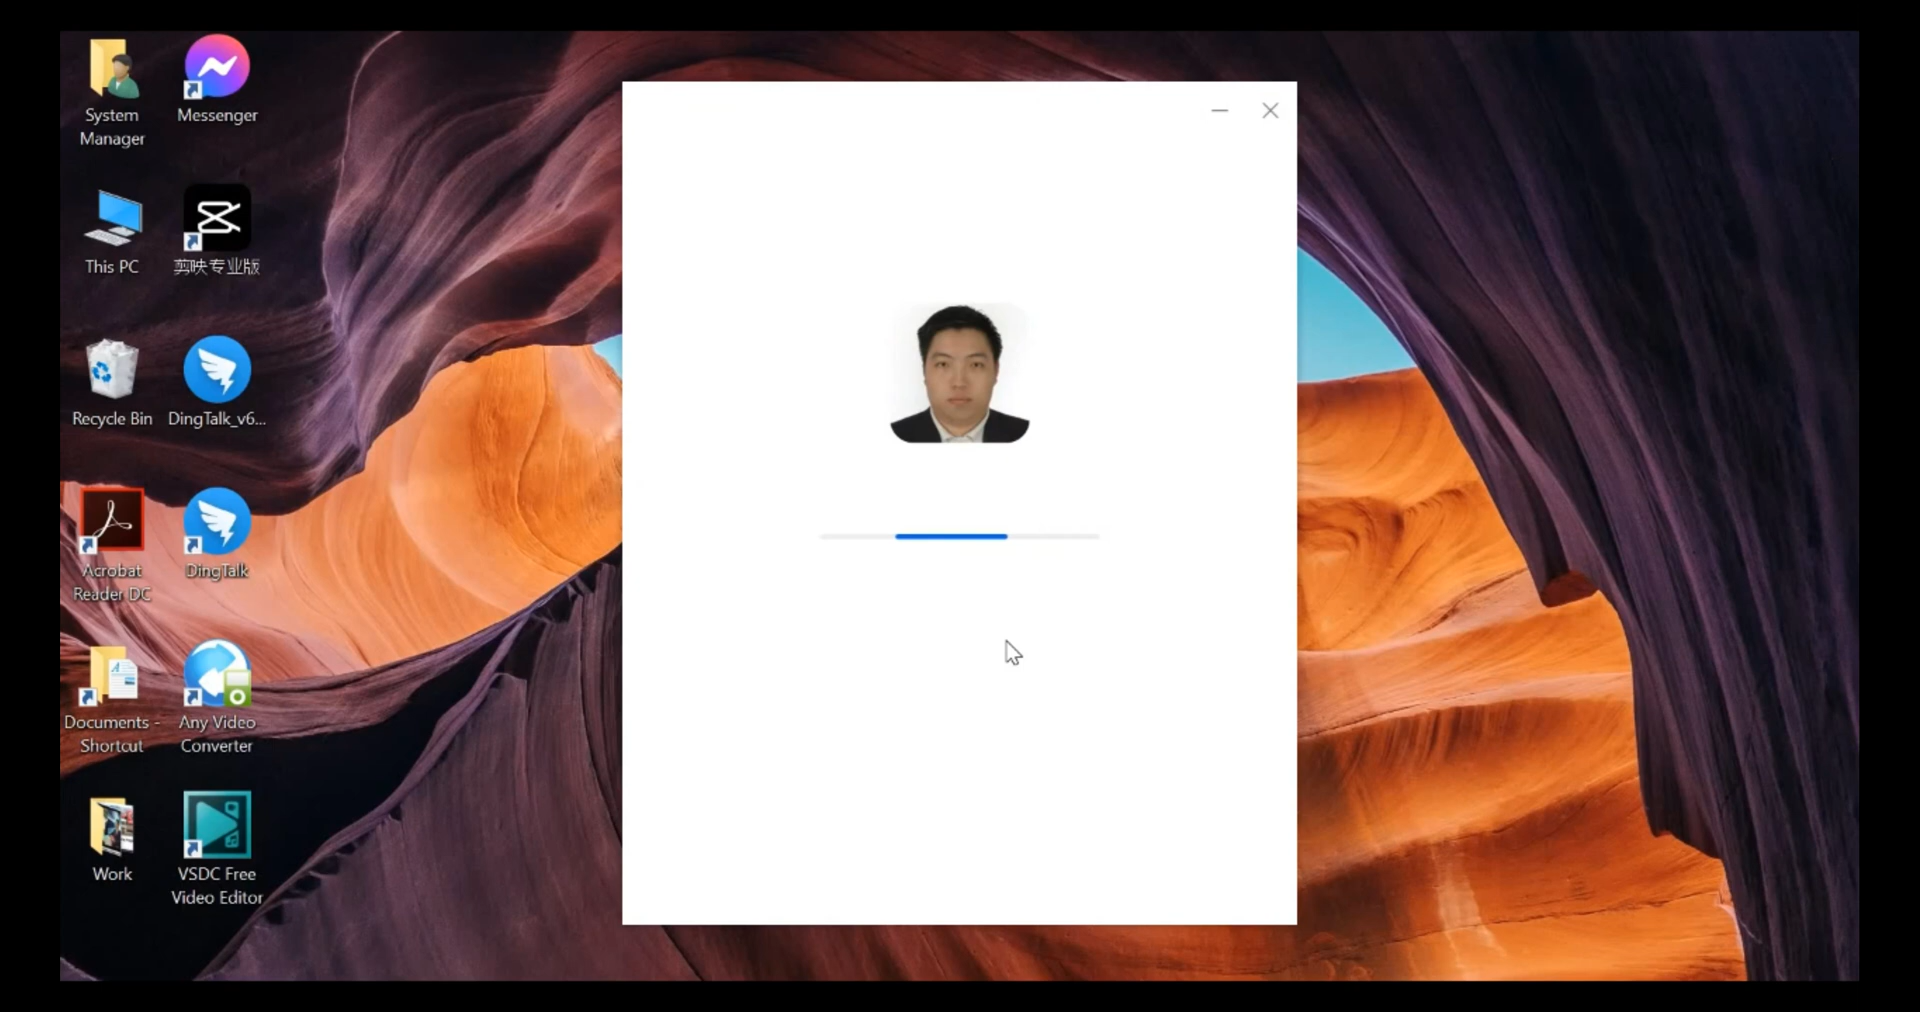 System
Manager
Messenger
This PC
剪映专业版
Recycle Bin
DingTalk_v6...
Acrobat
Reader DC
DingTalk
Documents -
Shortcut
Any Video
Converter
Work
VSDC Free
Video Editor